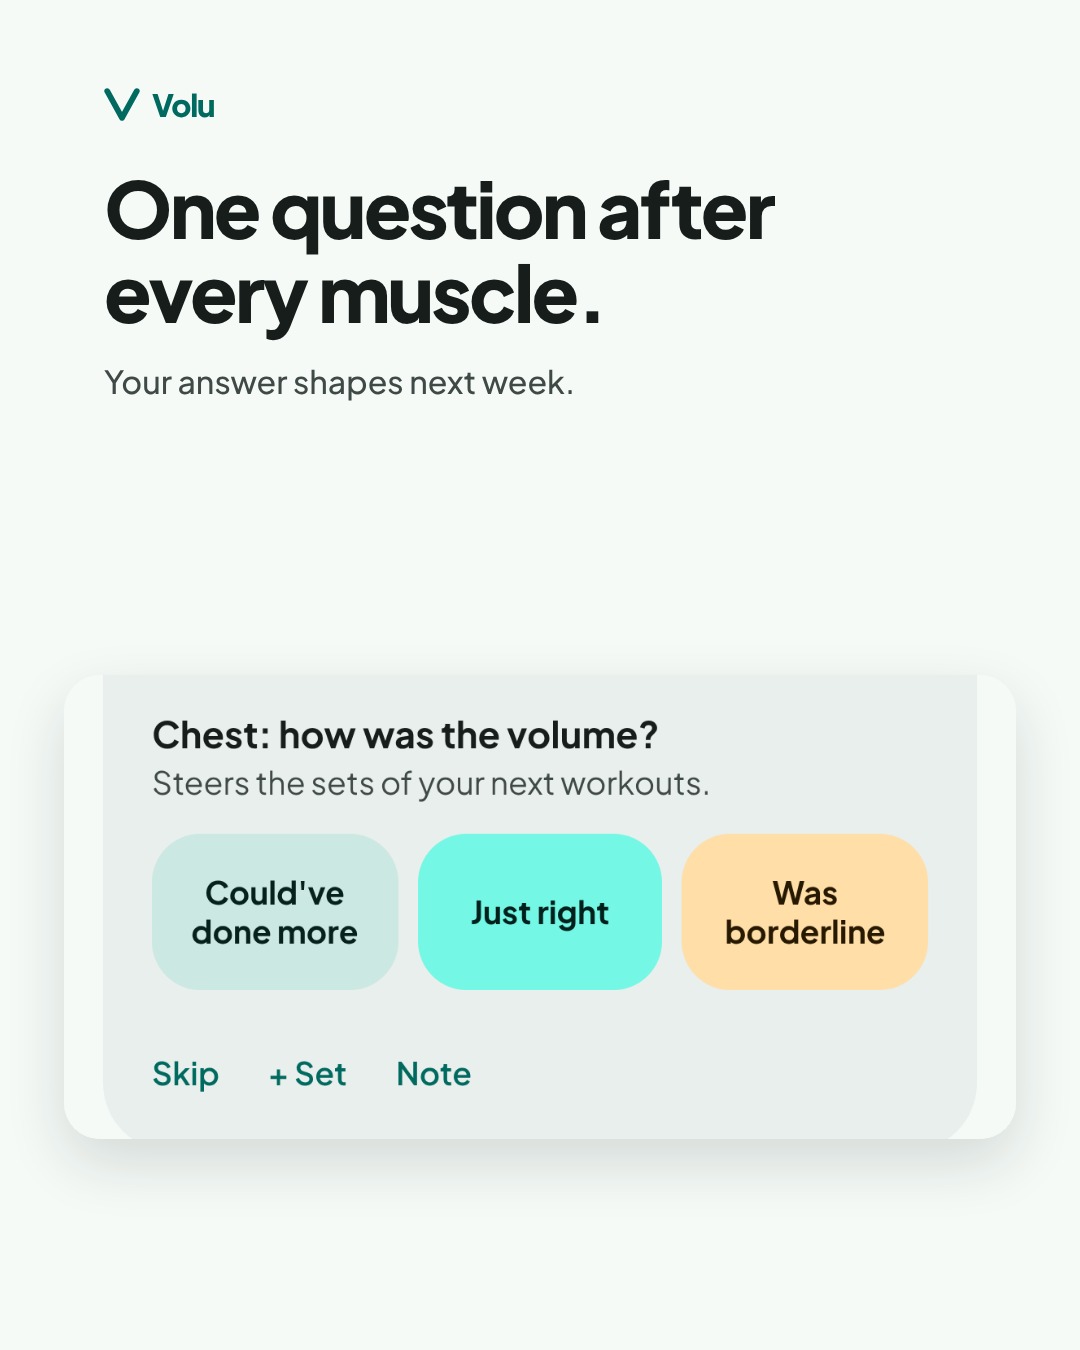 Volu
One question after
every muscle.
Your answer shapes next week.
Chest: how was the volume?
Steers the sets of your next workouts.
Could've
done more
Just right
Was
borderline
Skip + Set Note